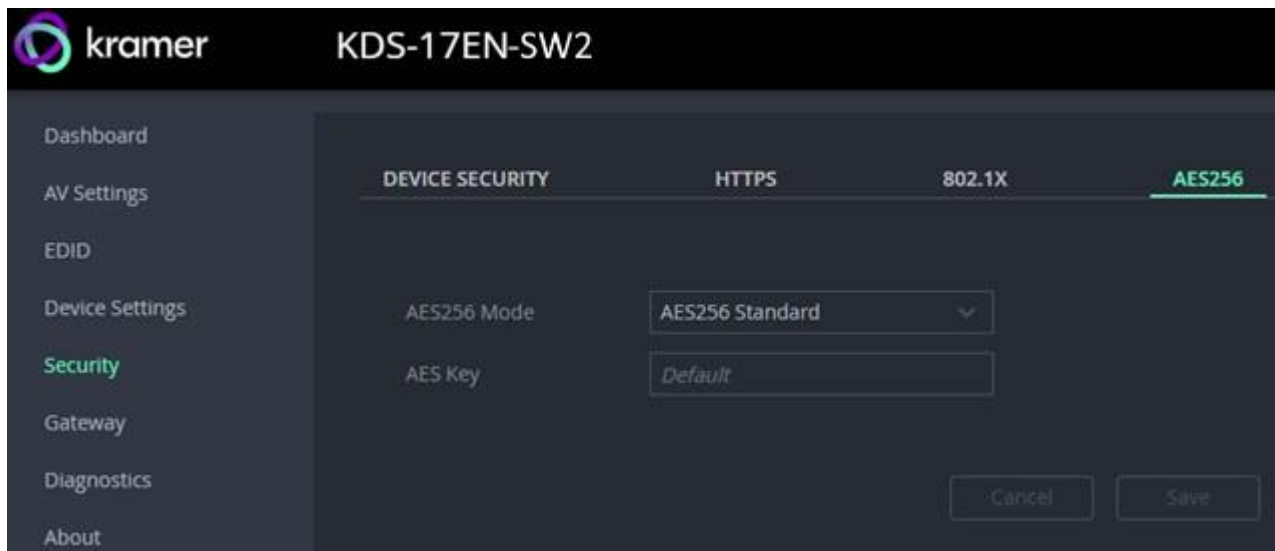 kramer
KDS-17EN-SW2
Dashboard
AV Settings
EDID
Device Settings
Security
Gateway
Diagnostics
About
DEVICE SECURITY
HTTPS
802.1X
AES256
AES256 Mode
AES256 Standard
AES Key
Default
Cancel
Save